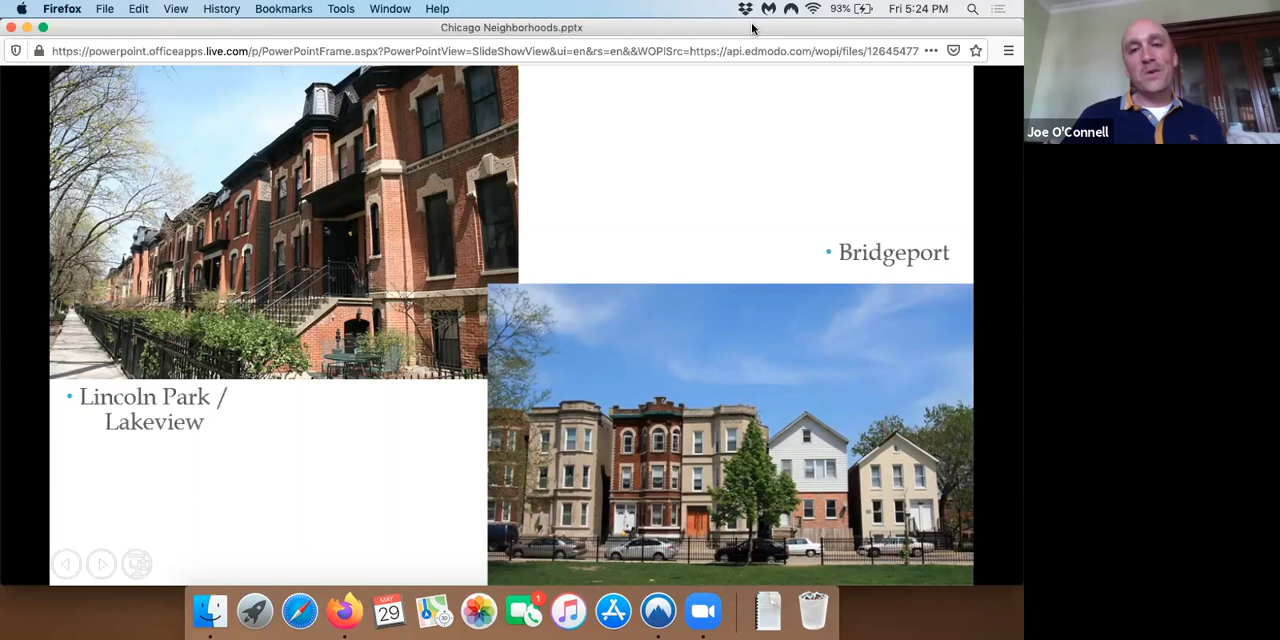 Firefox File Edit View History Bookmarks Tools Window Help 93% Fri 5:24 PM
Chicago Neighborhoods.pptx
https://powerpoint.officeapps.live.com/p/PowerPointFrame.aspx?PowerPointView=SlideShowView&ui=en&rs=en&&WOPISrc=https://api.edmodo.com/wopi/files/12645477
Joe O'Connell
• Bridgeport
• Lincoln Park /
Lakeview
MAY
29
3D
1